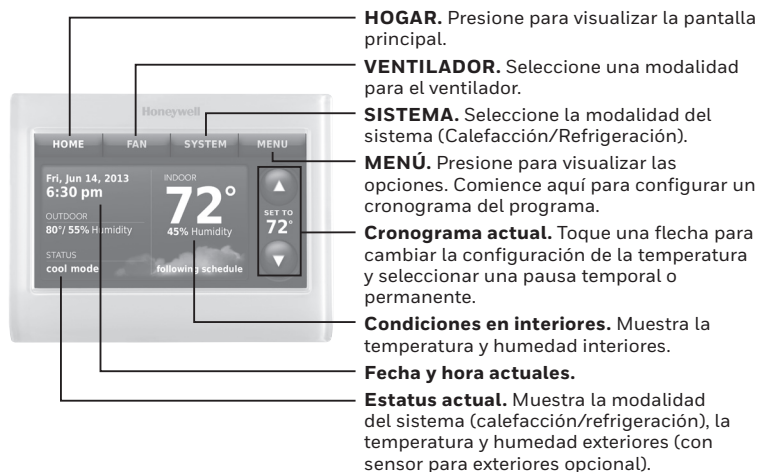 Honeywell
HOME FAN SYSTEM MENU
Fri, Jun 14, 2013
6:30 pm
OUTDOOR
80°/ 55% Humidity
STATUS
cool mode
INDOOR
72°
45% Humidity
following schedule
SET TO
72°
HOGAR. Presione para visualizar la pantalla
principal.
VENTILADOR. Seleccione una modalidad
para el ventilador.
SISTEMA. Seleccione la modalidad del
sistema (Calefacción/Refrigeración).
MENÚ. Presione para visualizar las
opciones. Comience aquí para configurar un
cronograma del programa.
Cronograma actual. Toque una flecha para
cambiar la configuración de la temperatura
y seleccionar una pausa temporal o
permanente.
Condiciones en interiores. Muestra la
temperatura y humedad interiores.
Fecha y hora actuales.
Estatus actual. Muestra la modalidad
del sistema (calefacción/refrigeración), la
temperatura y humedad exteriores (con
sensor para exteriores opcional).